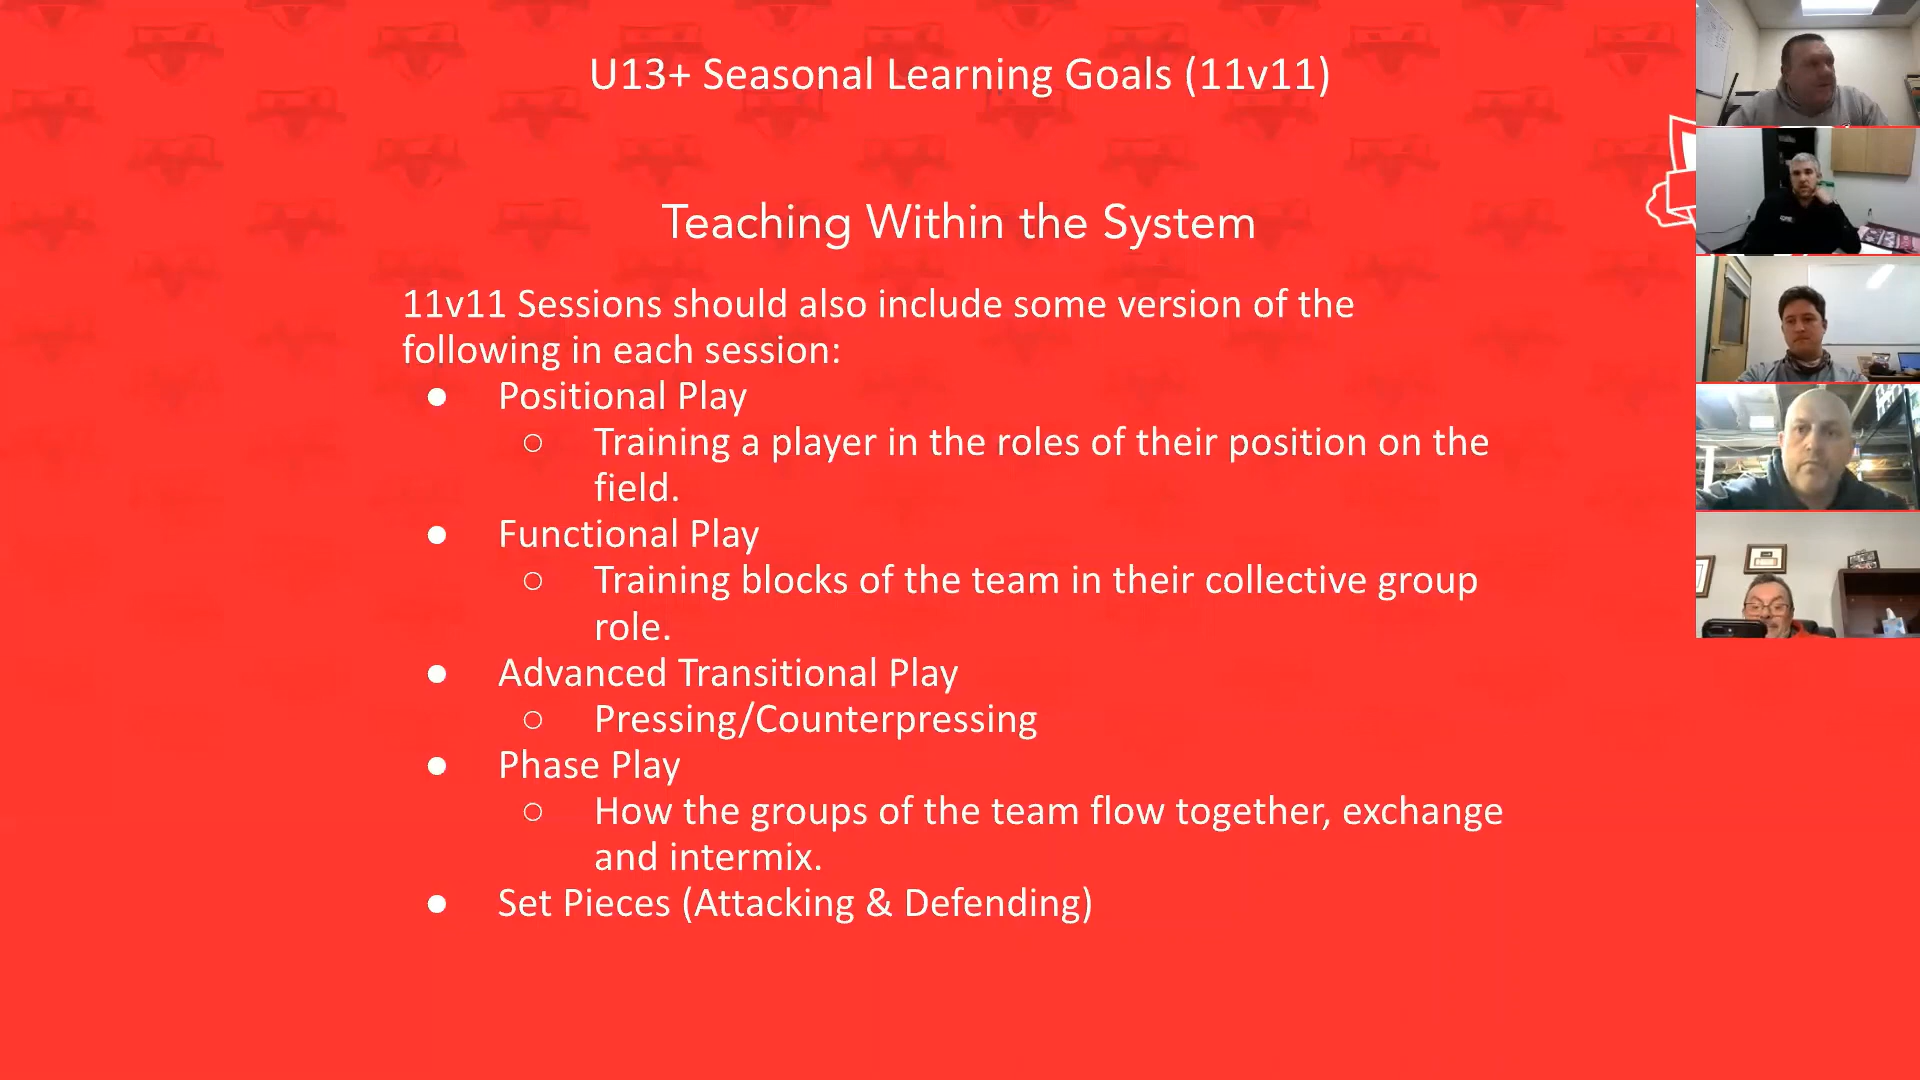 U13+ Seasonal Learning Goals (11v11)
Teaching Within the System
11v11 Sessions should also include some version of the
following in each session:
● Positional Play
○ Training a player in the roles of their position on the
field.
● Functional Play
○ Training blocks of the team in their collective group
role.
● Advanced Transitional Play
○ Pressing/Counterpressing
● Phase Play
○ How the groups of the team flow together, exchange
and intermix.
● Set Pieces (Attacking & Defending)